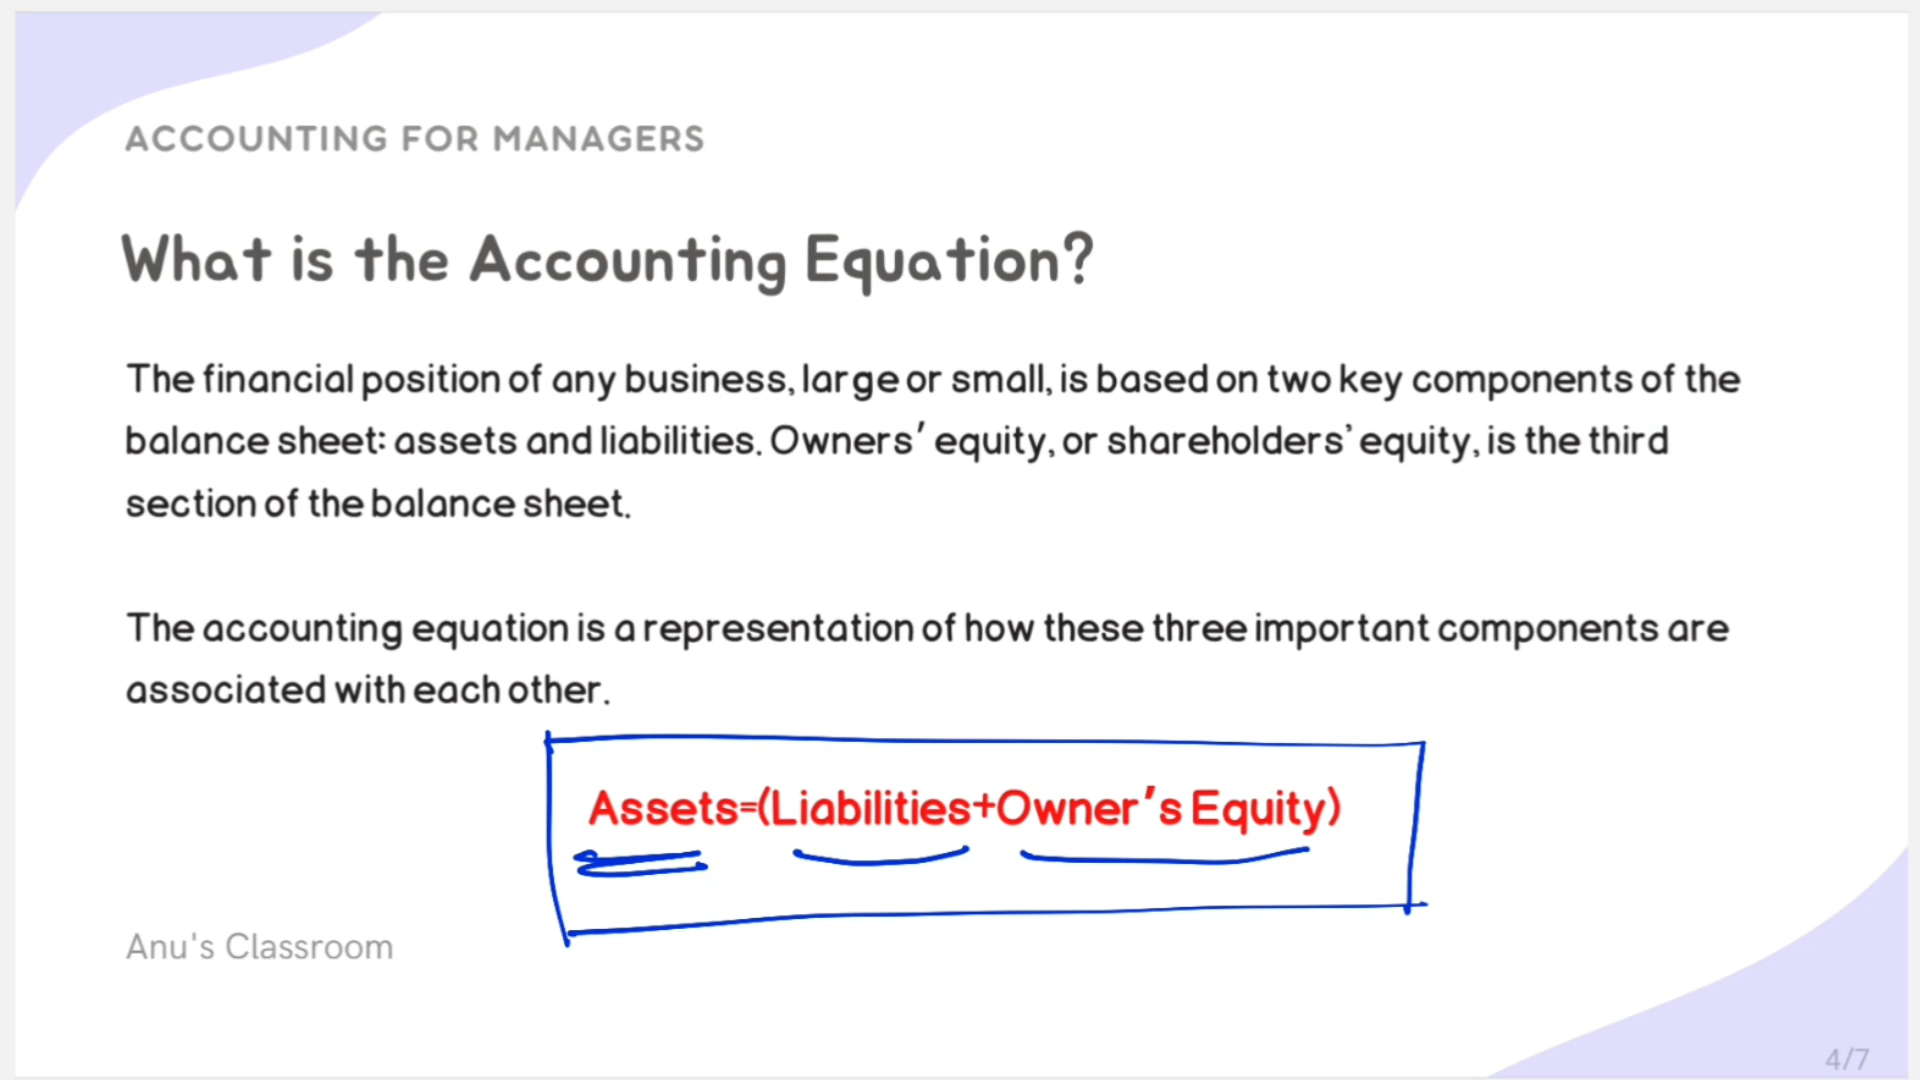 ACCOUNTING FOR MANAGERS
What is the Accounting Equation?
The financial position of any business, large or small, is based on two key components of the
balance sheet: assets and liabilities. Owners' equity, or shareholders' equity, is the third
section of the balance sheet.
The accounting equation is a representation of how these three important components are
associated with each other.
Assets=(Liabilities+Owner's Equity)
Anu's Classroom
4/7